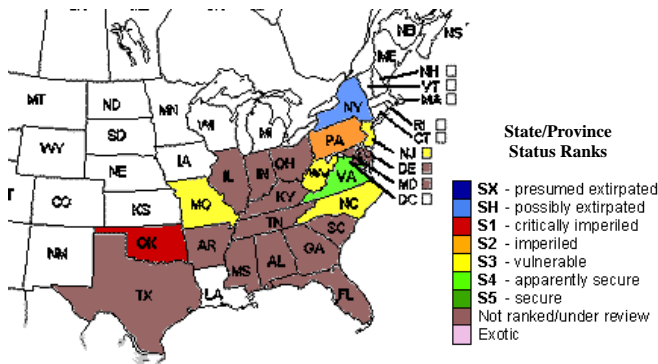 NB
NS
ME
NH
VT
MA
MT
ND
MN
WI
MI
NY
RI
CT
SD
WY
IA
PA
NJ
NE
IL
IN
OH
DE
WV
MD
VA
DC
CO
KS
MO
KY
NC
TN
OK
AR
SC
NM
MS
AL
GA
TX
LA
FL
State/Province
Status Ranks
SX - presumed extirpated
SH - possibly extirpated
S1 - critically imperiled
S2 - imperiled
S3 - vulnerable
S4 - apparently secure
S5 - secure
Not ranked/under review
Exotic